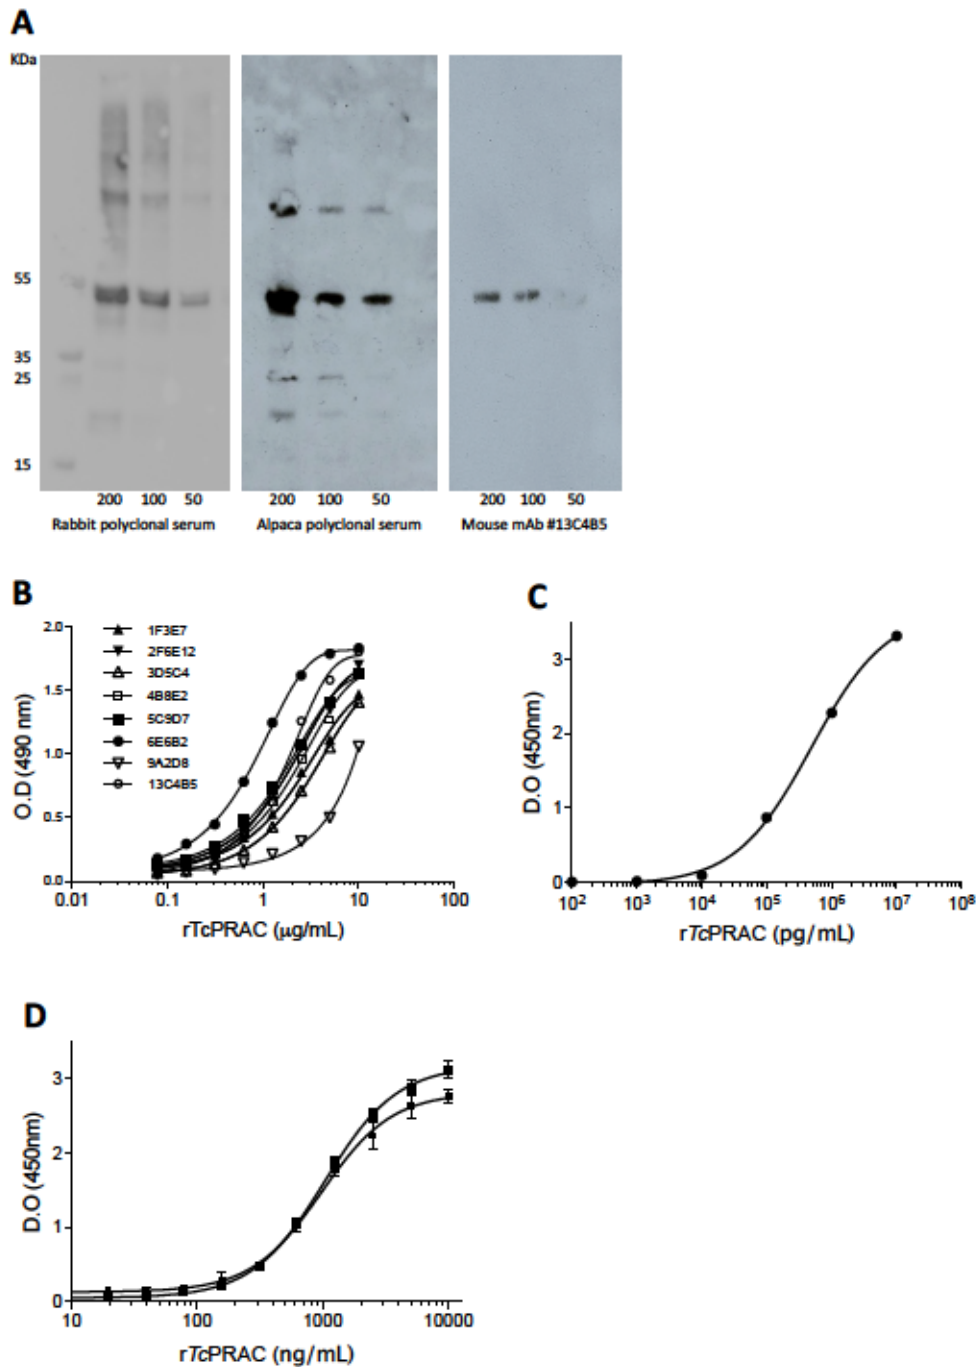 A
KDa
55
35
25
15
200 100 50 200 100 50 200 100 50
Rabbit polyclonal serum Alpaca polyclonal serum Mouse mAb #13C4B5
B
2.0
1.5
1.0
0.5
0.0
O.D (490 nm)
1F3E7
2F6E12
3D5C4
4B8E2
5C9D7
6E6B2
9A2D8
13C4B5
0.01 0.1 1 10 100
rTcPRAC (μg/mL)
C
3
2
1
0
D.O (450nm)
10² 10³ 10⁴ 10⁵ 10⁶ 10⁷ 10⁸
rTcPRAC (pg/mL)
D
3
2
1
0
D.O (450nm)
10 100 1000 10000
rTcPRAC (ng/mL)